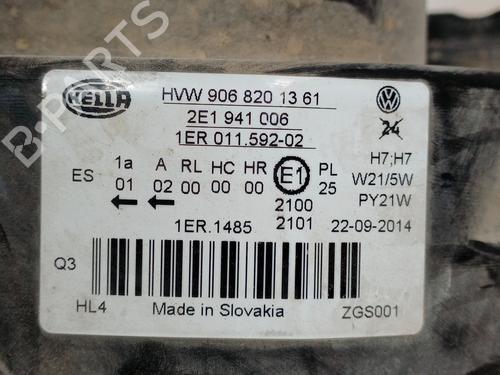 B-PARTS
HELLA
HVW 906 820 13 61
2E1 941 006
1ER 011.592-02
24
ES 1a A RL HC HR E1 PL H7;H7
01 02 00 00 00 25 W21/5W
2100 PY21W
1ER.1485 2101 22-09-2014
Q3
HL4 Made in Slovakia ZGS001